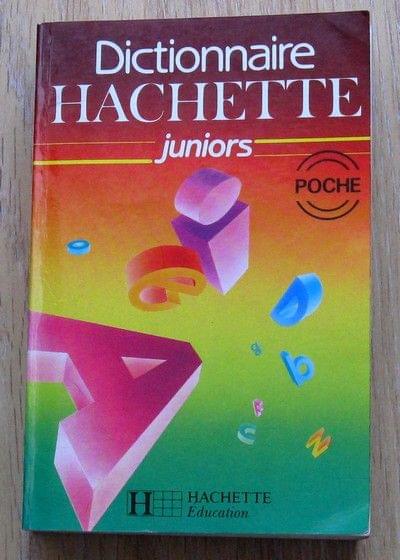 Dictionnaire
HACHETTE
juniors
POCHE
A
H HACHETTE
Education